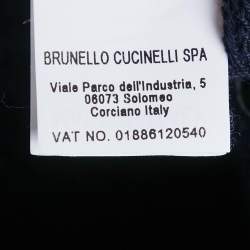 BRUNELLO CUCINELLI SPA
Viale Parco dell'Industria, 5
06073 Solomeo
Corciano Italy
VAT NO. 01886120540